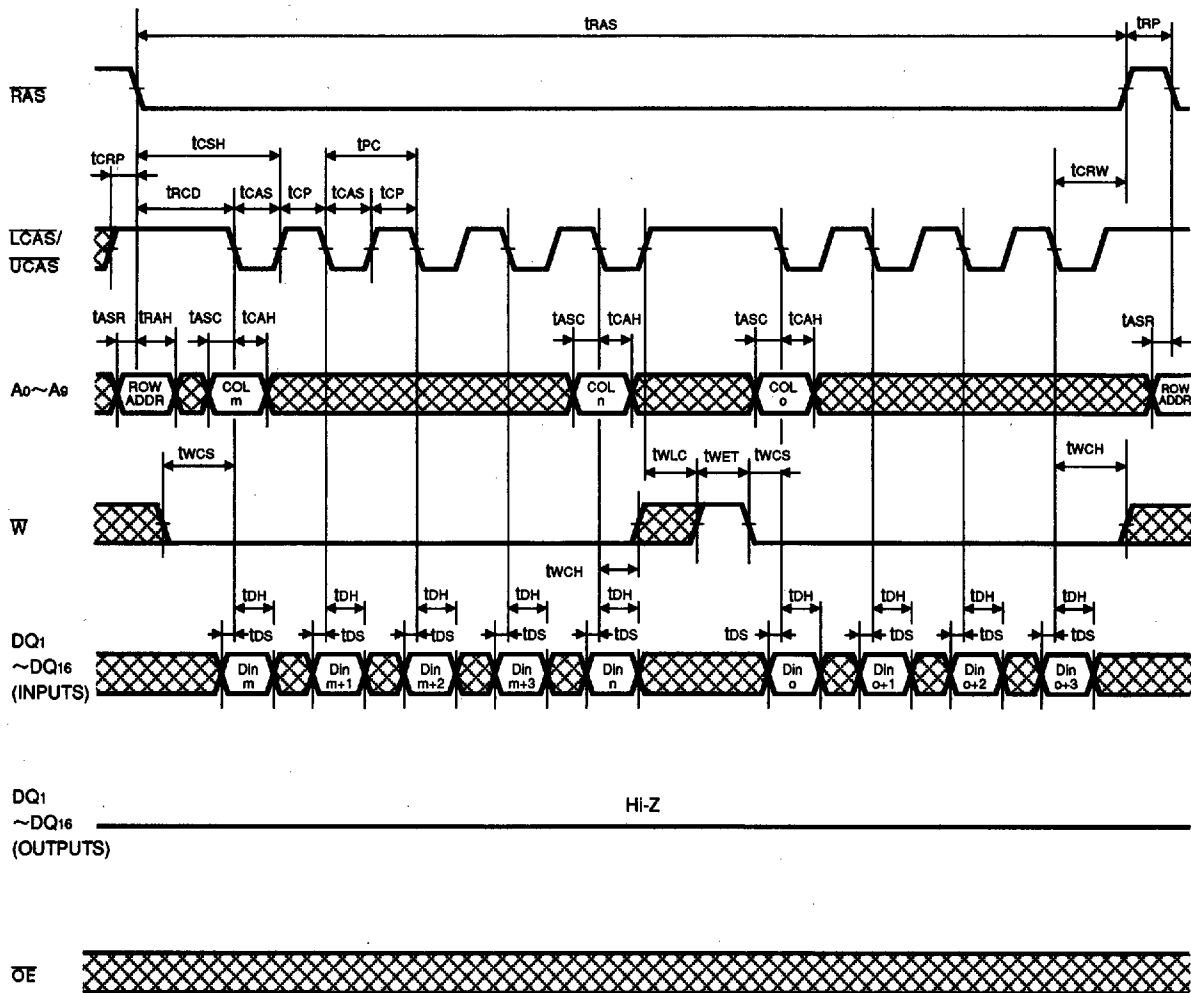 tRAS tRP
RAS
tCSH tPC
tCRP tCRW
tRCD tCAS tCP tCAS tCP
LCAS/
UCAS
tASR tRAH tASC tCAH tASC tCAH tASC tCAH tASR
A0~A9 ROW ADDR COL m COL n COL o ROW ADDR
tWCS tWLC tWET tWCS tWCH
W
tWCH
tDH tDH tDH tDH tDH tDH tDH tDH tDH
DQ1 tDS tDS tDS tDS tDS tDS tDS tDS tDS
~DQ16 Din m Din m+1 Din m+2 Din m+3 Din n Din o Din o+1 Din o+2 Din o+3
(INPUTS)
DQ1 Hi-Z
~DQ16
(OUTPUTS)
OE